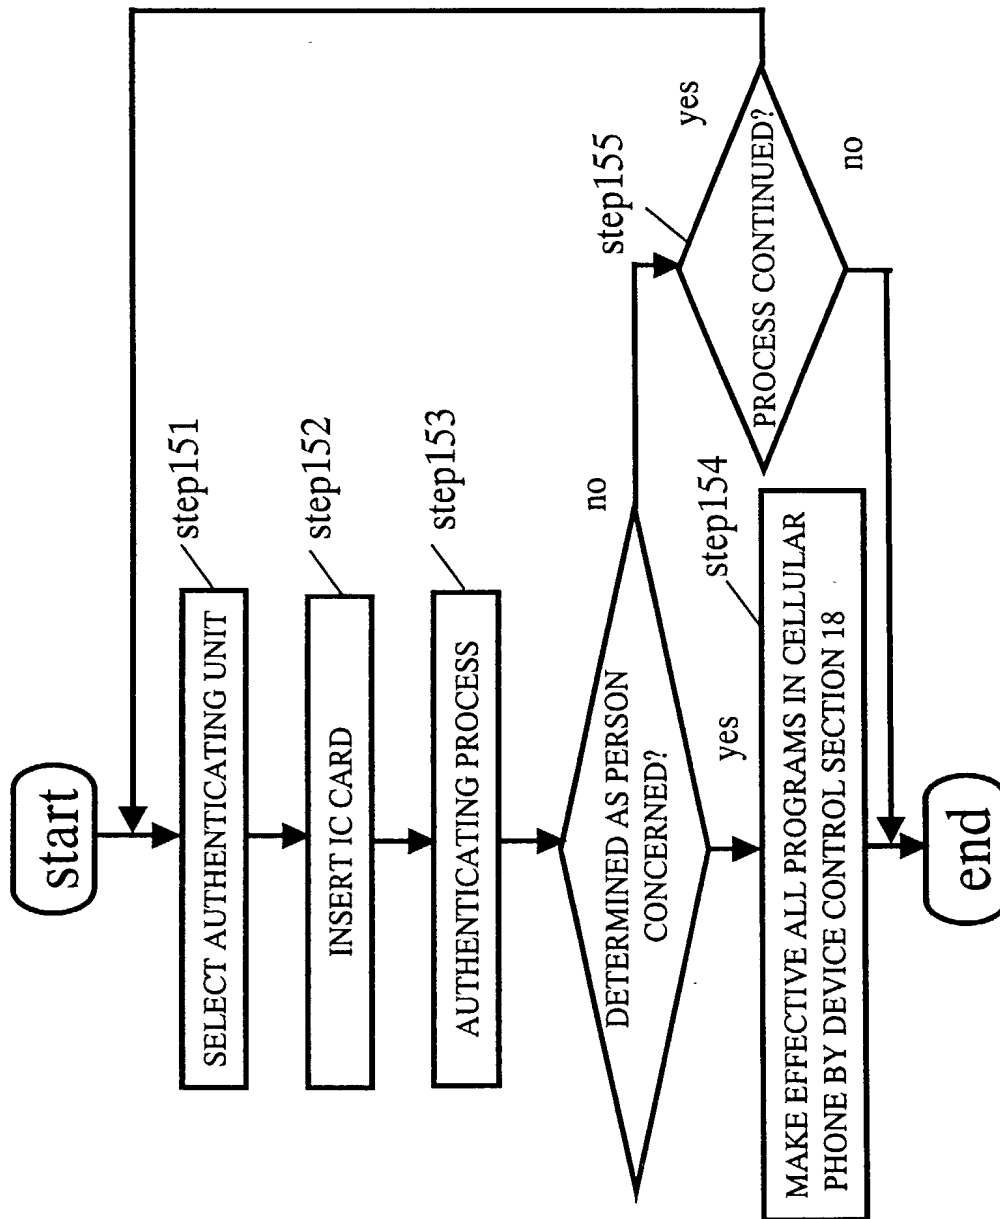 start
step151
SELECT AUTHENTICATING UNIT
step152
INSERT IC CARD
step153
AUTHENTICATING PROCESS
DETERMINED AS PERSON
CONCERNED?
no
yes
step155
PROCESS CONTINUED?
yes
no
step154
MAKE EFFECTIVE ALL PROGRAMS IN CELLULAR
PHONE BY DEVICE CONTROL SECTION 18
end